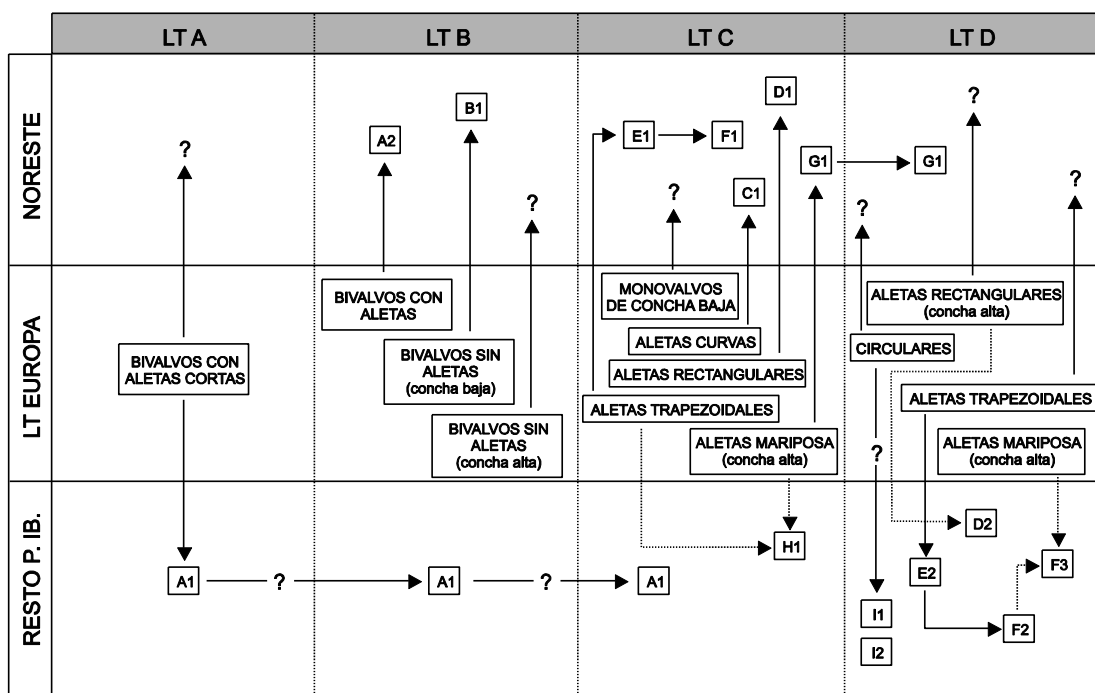 LT A
LT B
LT C
LT D
NORESTE
?
A2
B1
?
E1
F1
D1
?
C1
G1
G1
?
?
?
LT EUROPA
BIVALVOS CON
ALETAS CORTAS
BIVALVOS CON
ALETAS
BIVALVOS SIN
ALETAS
(concha baja)
BIVALVOS SIN
ALETAS
(concha alta)
MONOVALVOS
DE CONCHA BAJA
ALETAS CURVAS
ALETAS RECTANGULARES
ALETAS TRAPEZOIDALES
ALETAS MARIPOSA
(concha alta)
ALETAS RECTANGULARES
(concha alta)
CIRCULARES
ALETAS TRAPEZOIDALES
ALETAS MARIPOSA
(concha alta)
?
RESTO P. IB.
A1
?
A1
?
A1
H1
D2
E2
F3
I1
F2
I2